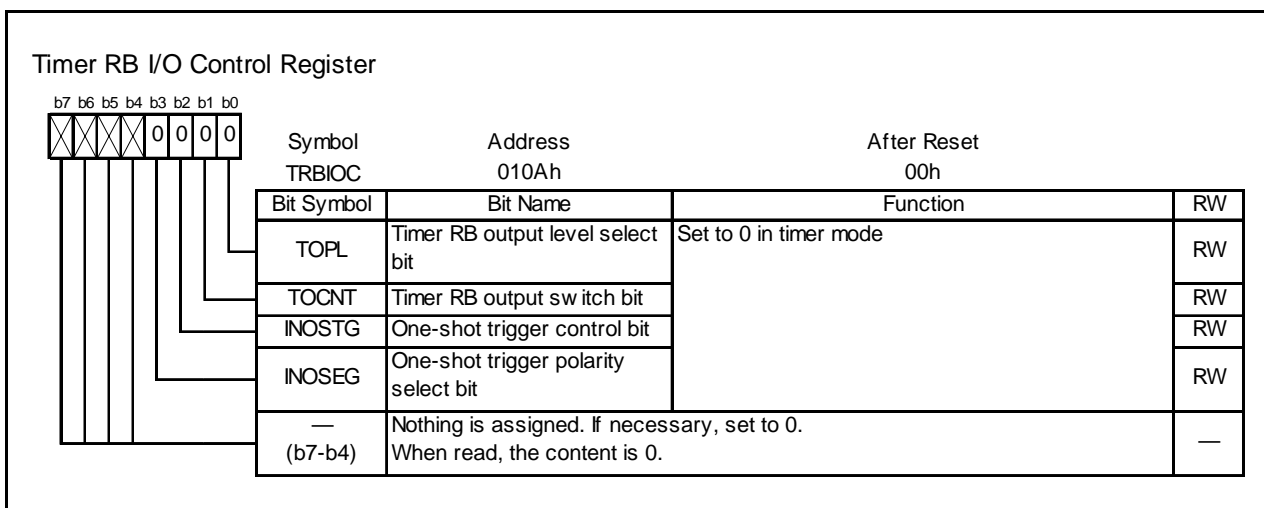 Timer RB I/O Control Register
b7 b6 b5 b4 b3 b2 b1 b0
0 0 0 0
Symbol Address After Reset
TRBIOC 010Ah 00h
Bit Symbol Bit Name Function RW
TOPL Timer RB output level select bit Set to 0 in timer mode RW
TOCNT Timer RB output switch bit RW
INOSTG One-shot trigger control bit RW
INOSEG One-shot trigger polarity select bit RW
— Nothing is assigned. If necessary, set to 0. —
(b7-b4) When read, the content is 0.